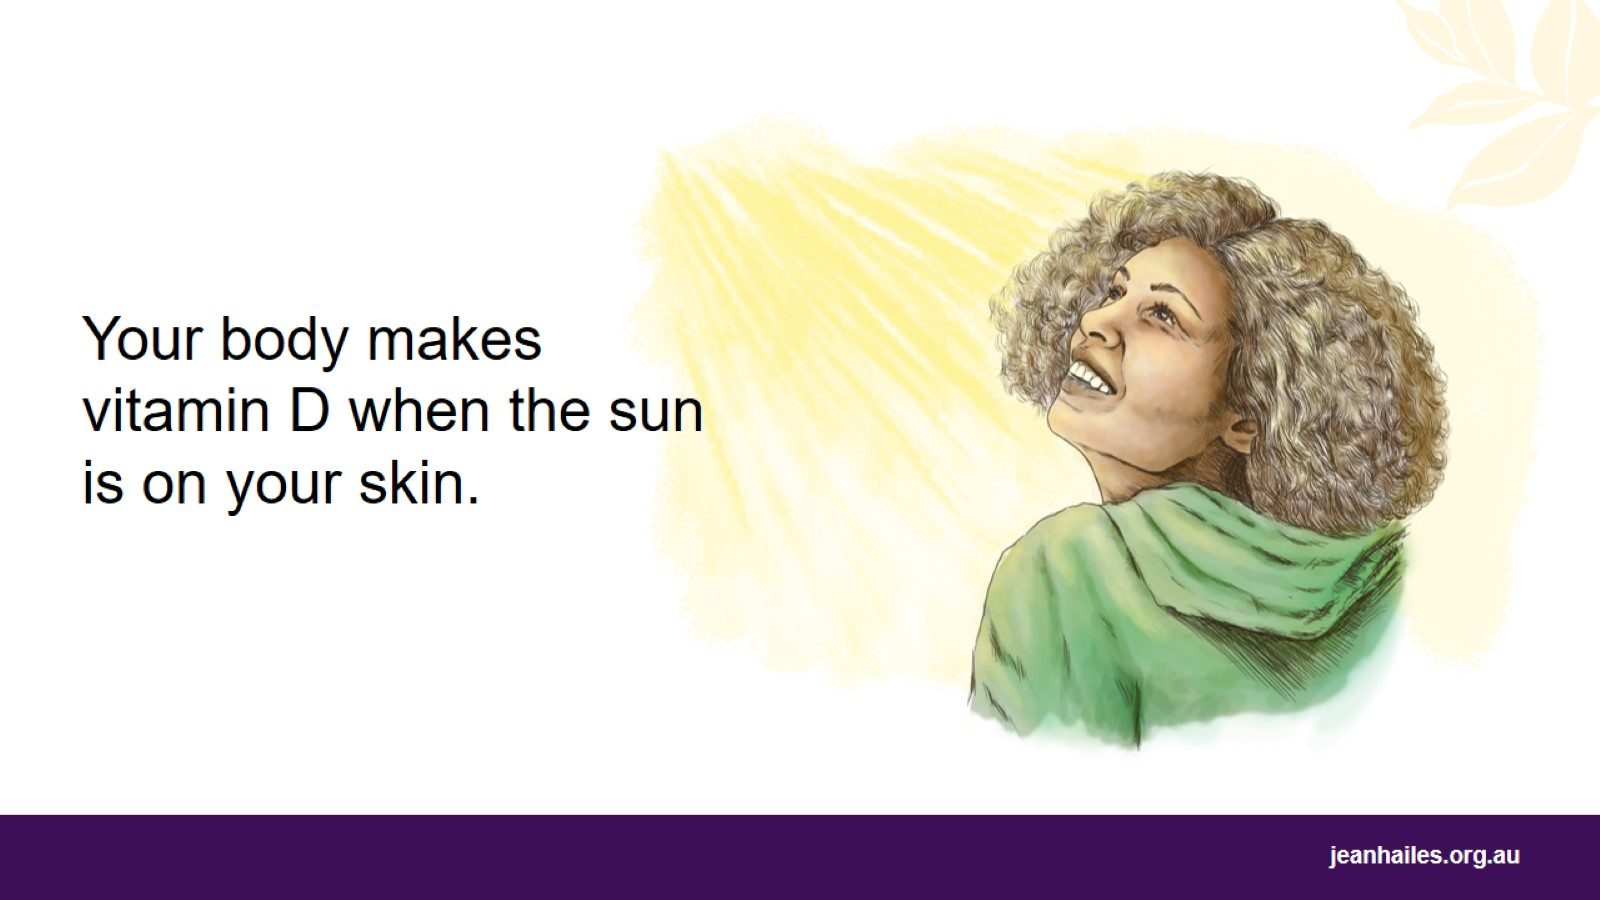 Your body makes
vitamin D when the sun
is on your skin.
jeanhailes.org.au